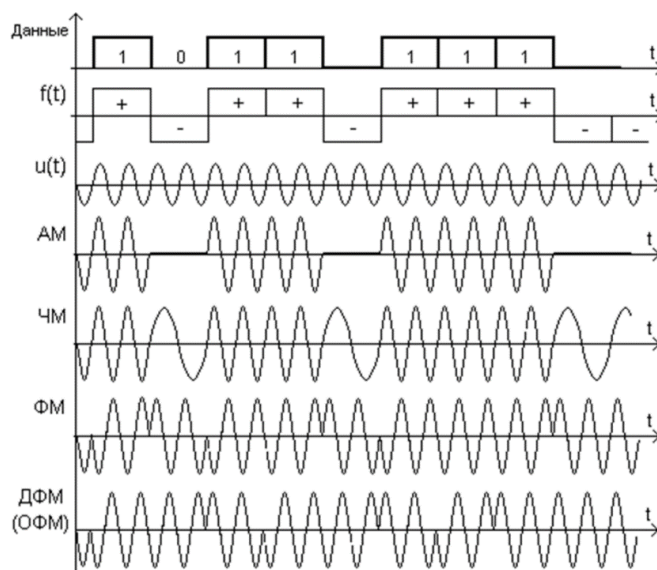 Данные
1 0 1 1 1 1 1 t
f(t) + - + + - + + + - - t
u(t) t
АМ t
ЧМ t
ФМ t
ДФМ t
(ОФМ)